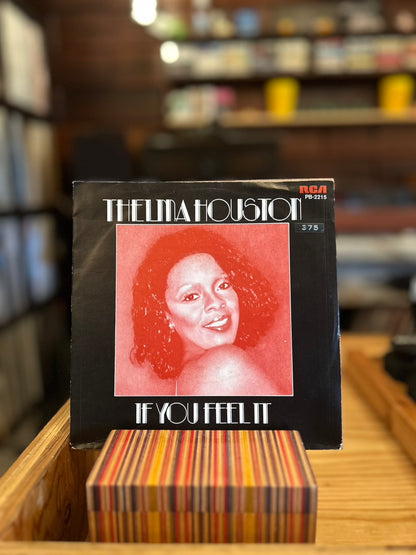 RCA
PB-2215
THELMA HOUSTON
375
IF YOU FEEL IT